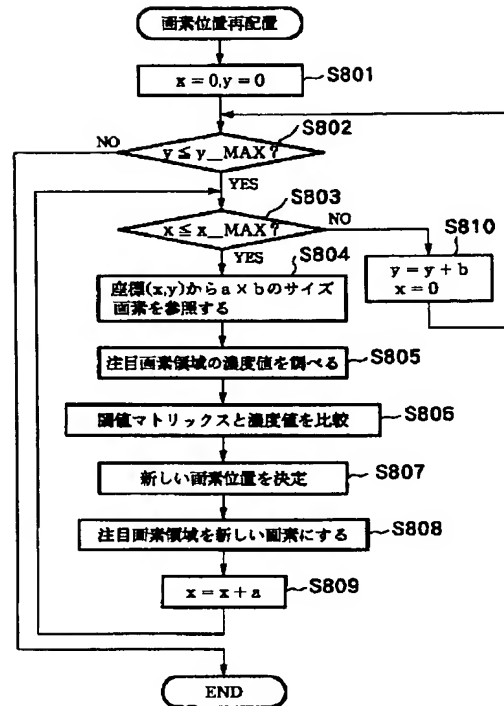 画素位置再配置
x = 0,y = 0
S801
S802
NO
y ≦ y__MAX?
YES
S803
x ≦ x__MAX?
NO
YES
S804
S810
座標(x,y)からa × bのサイズ
画素を参照する
y = y + b
x = 0
S805
注目画素領域の濃度値を調べる
S806
閾値マトリックスと濃度値を比較
S807
新しい画素位置を決定
S808
注目画素領域を新しい画素にする
S809
x = x + a
END